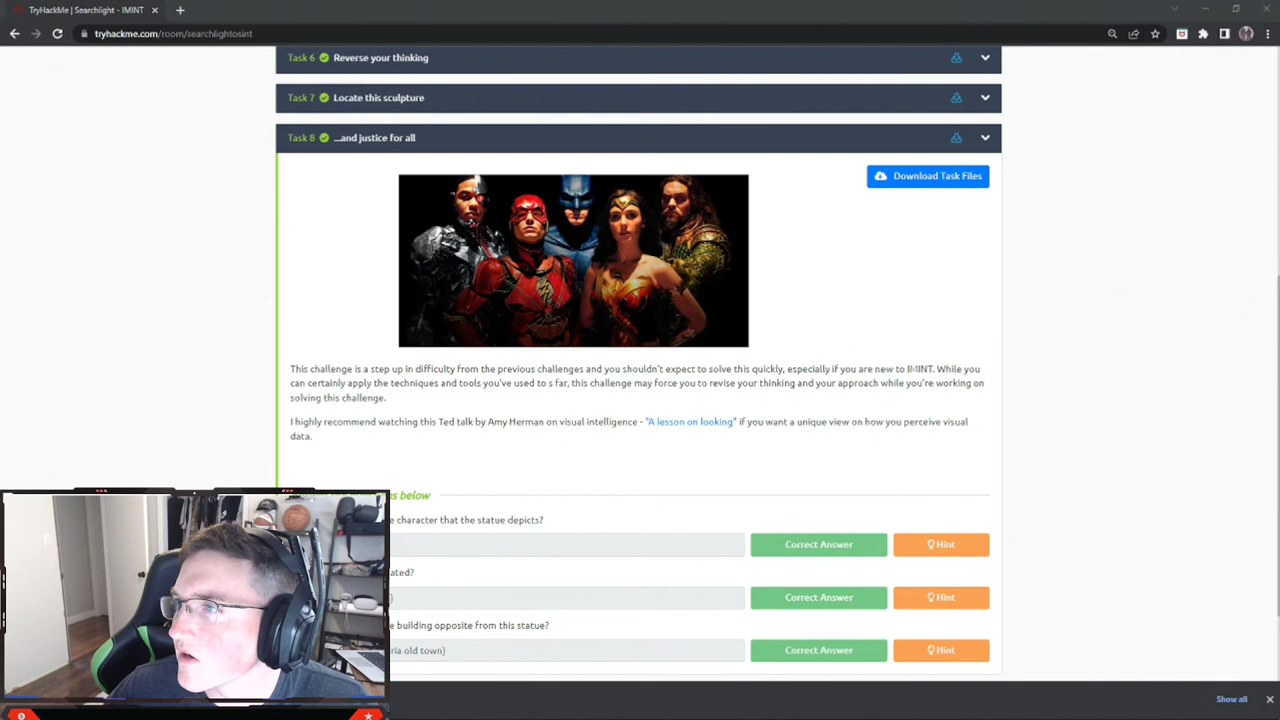 TryHackMe | Searchlight - IMINT
tryhackme.com/room/searchlightosint
Task 6 Reverse your thinking
Task 7 Locate this sculpture
Task 8 ...and justice for all
Download Task Files
This challenge is a step up in difficulty from the previous challenges and you shouldn't expect to solve this quickly, especially if you are new to IMINT. While you
can certainly apply the techniques and tools you've used to s far, this challenge may force you to revise your thinking and your approach while you're working on
solving this challenge.
I highly recommend watching this Ted talk by Amy Herman on visual intelligence - "A lesson on looking" if you want a unique view on how you perceive visual
data.
below
character that the statue depicts?
Correct Answer Hint
ated?
} Correct Answer Hint
building opposite from this statue?
ria old town} Correct Answer Hint
Show all